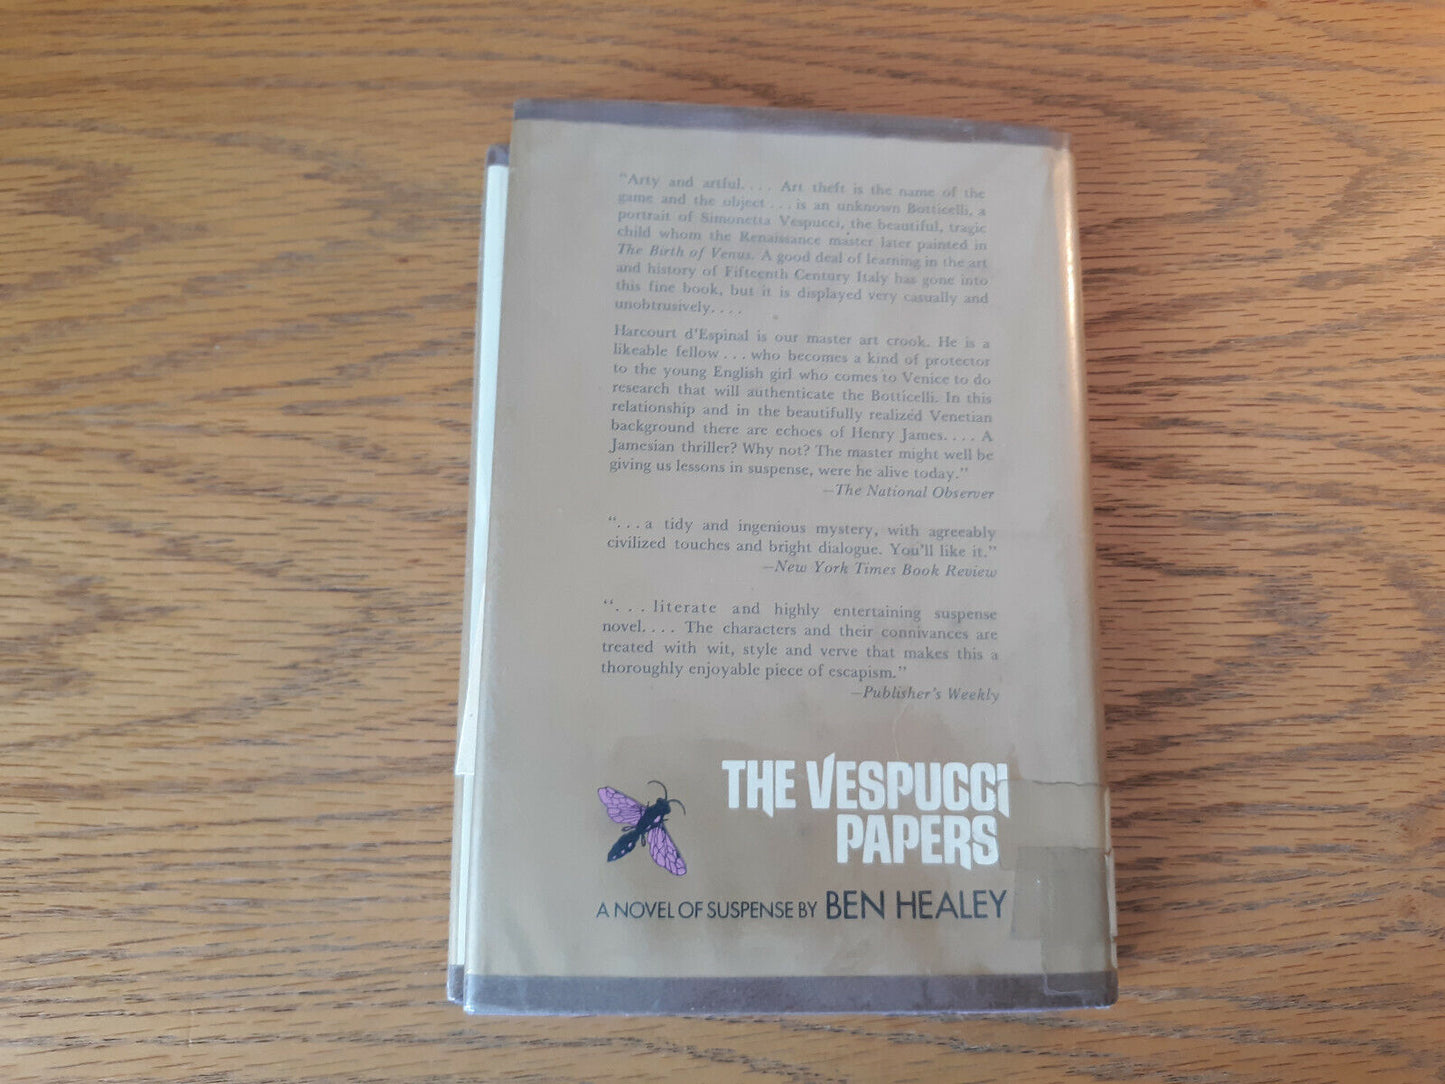 "Arty and artful.... Art theft is the name of the
game and the object...is an unknown Botticelli, a
portrait of Simonetta Vespucci, the beautiful, tragic
child whom the Renaissance master later painted in
The Birth of Venus. A good deal of learning in the art
and history of Fifteenth Century Italy has gone into
this fine book, but it is displayed very casually and
unobtrusively....
Harcourt d'Espinal is our master art crook. He is a
likeable fellow...who becomes a kind of protector
to the young English girl who comes to Venice to do
research that will authenticate the Botticelli. In this
relationship and in the beautifully realized Venetian
background there are echoes of Henry James.... A
Jamesian thriller? Why not? The master might well be
giving us lessons in suspense, were he alive today."
—The National Observer
"...a tidy and ingenious mystery, with agreeably
civilized touches and bright dialogue. You'll like it."
—New York Times Book Review
"...literate and highly entertaining suspense
novel.... The characters and their connivances are
treated with wit, style and verve that makes this a
thoroughly enjoyable piece of escapism."
—Publisher's Weekly
THE VESPUCCI
PAPERS
A NOVEL OF SUSPENSE BY BEN HEALEY